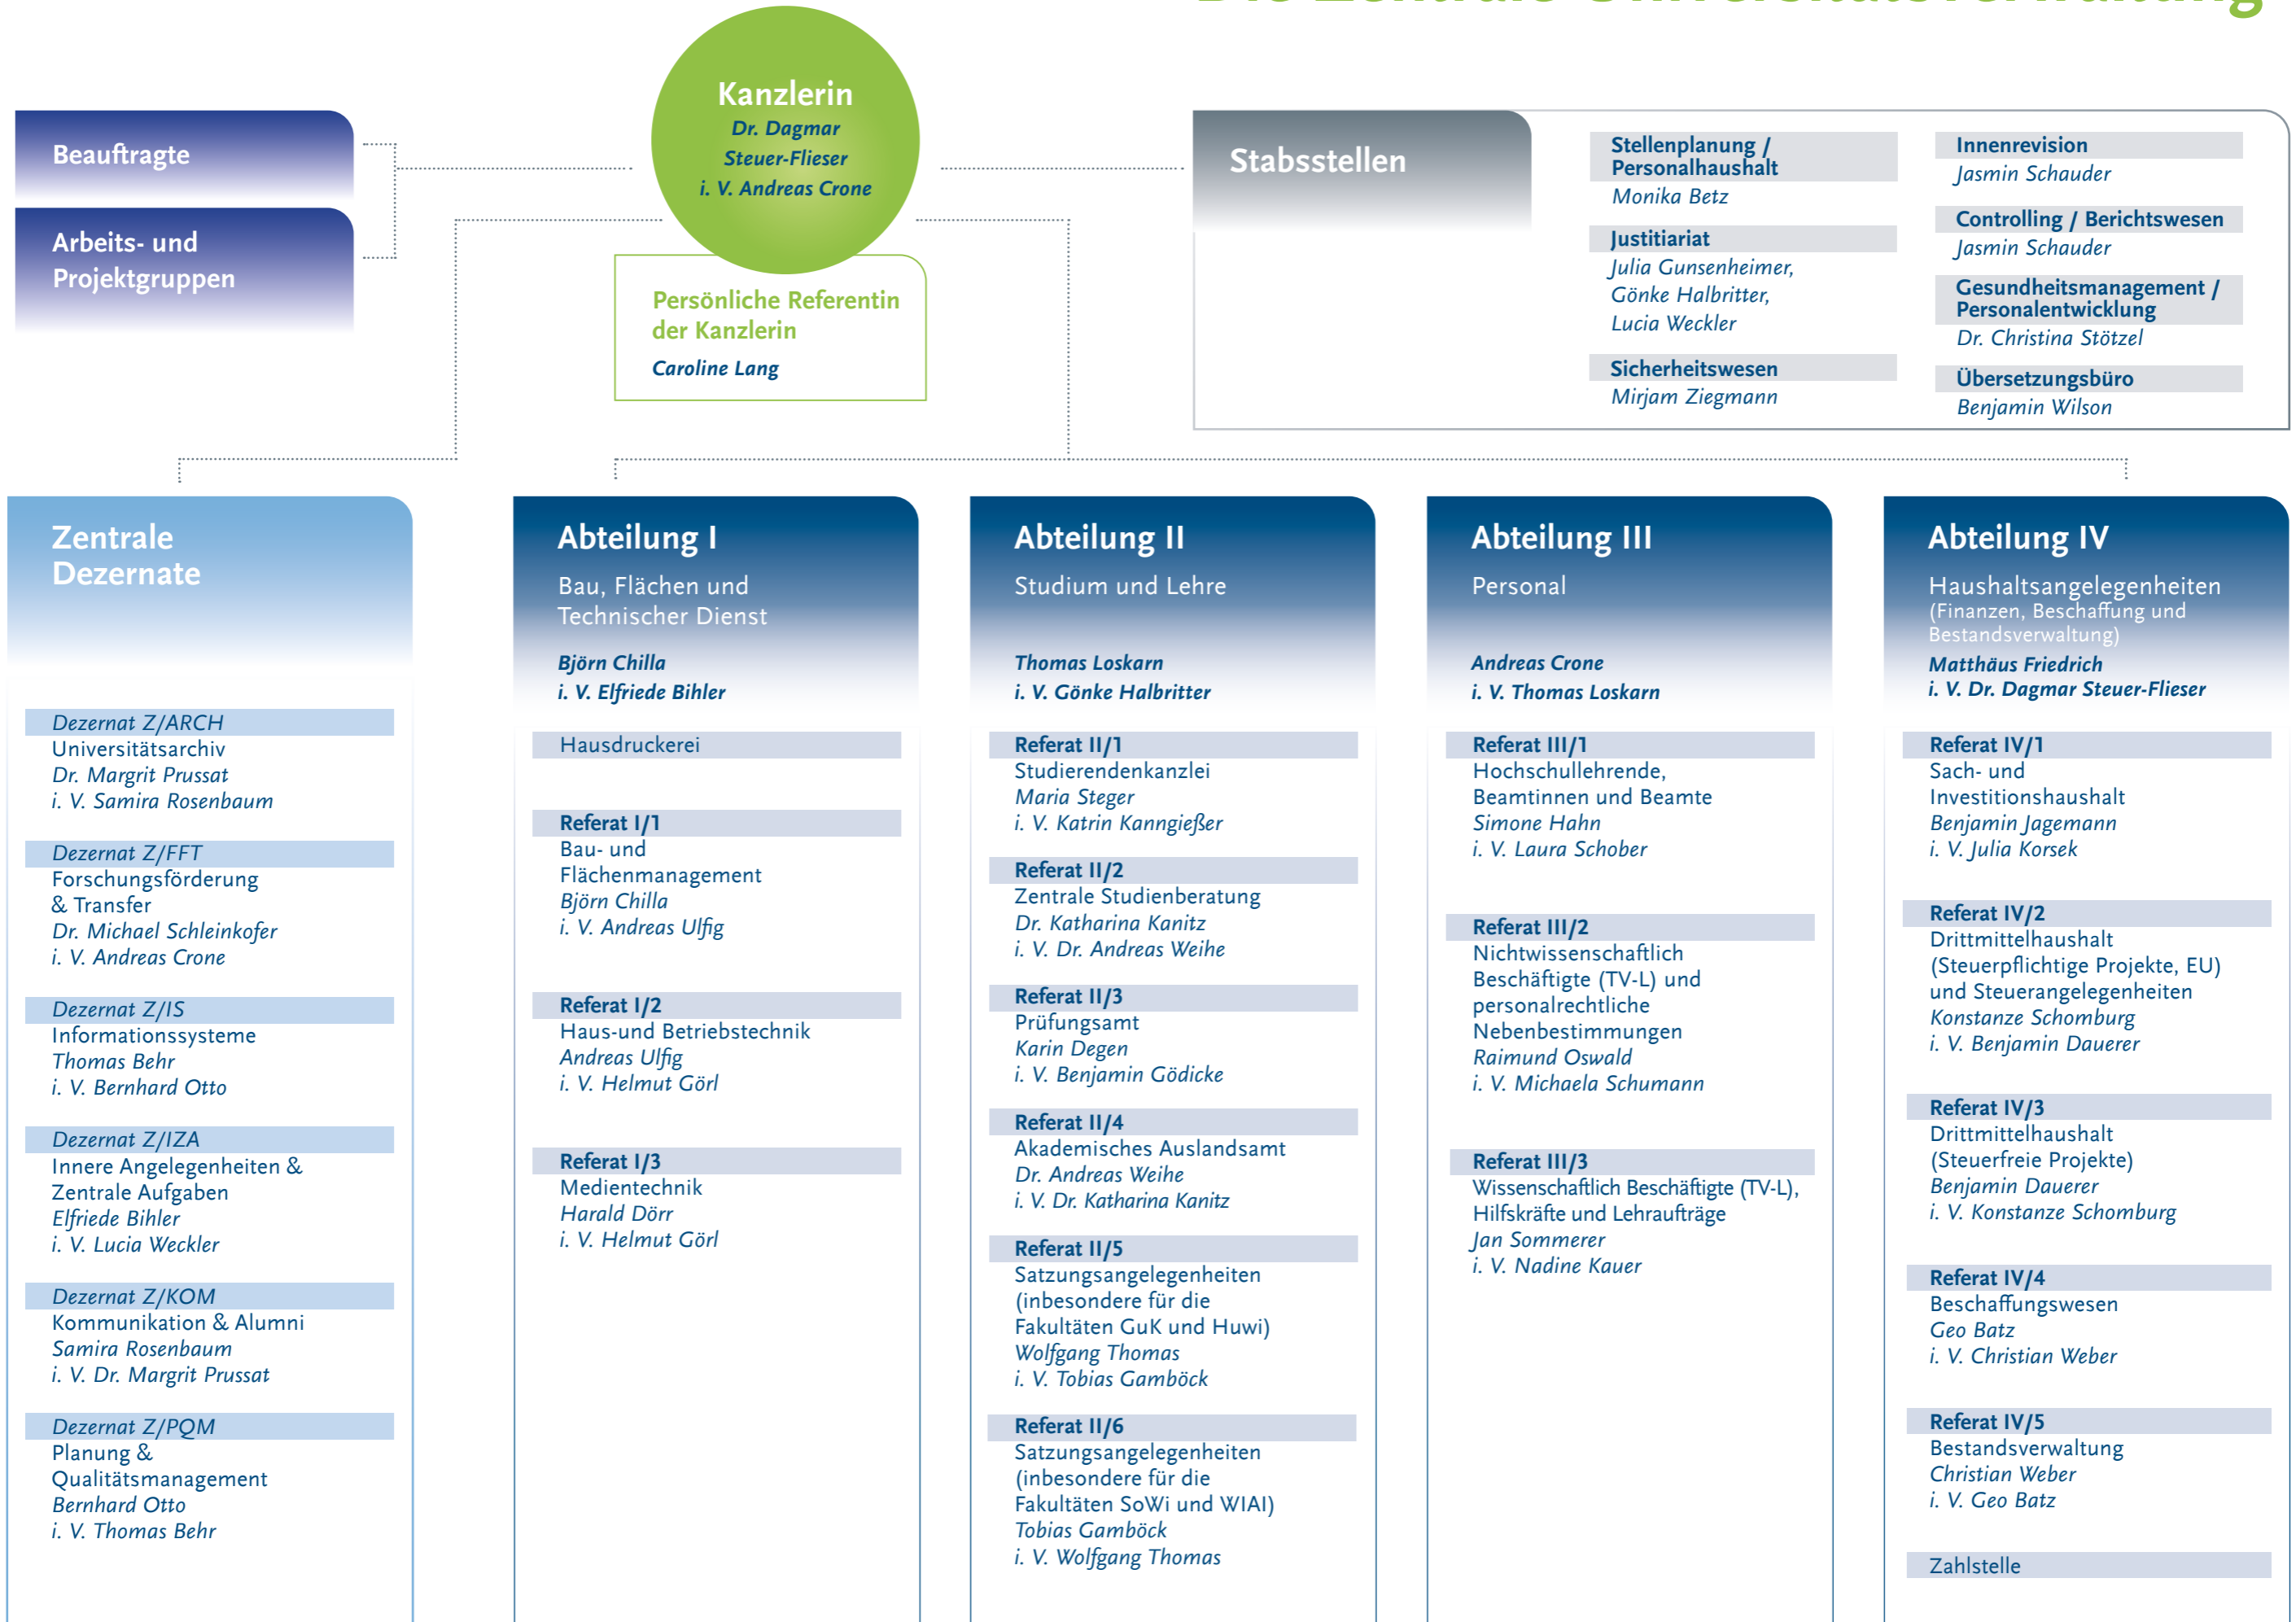 Die Zentrale Universitätsverwaltung
Kanzlerin
Dr. Dagmar
Steuer-Flieser
i. V. Andreas Crone
Persönliche Referentin
der Kanzlerin
Caroline Lang
Beauftragte
Arbeits- und
Projektgruppen
Stabsstellen
Stellenplanung /
Personalhaushalt
Monika Betz
Justitiariat
Julia Gunsenheimer,
Gönke Halbritter,
Lucia Weckler
Sicherheitswesen
Mirjam Ziegmann
Innenrevision
Jasmin Schauder
Controlling / Berichtswesen
Jasmin Schauder
Gesundheitsmanagement /
Personalentwicklung
Dr. Christina Stötzel
Übersetzungsbüro
Benjamin Wilson
Zentrale
Dezernate
Dezernat Z/ARCH
Universitätsarchiv
Dr. Margrit Prussat
i. V. Samira Rosenbaum
Dezernat Z/FFT
Forschungsförderung
& Transfer
Dr. Michael Schleinkofer
i. V. Andreas Crone
Dezernat Z/IS
Informationssysteme
Thomas Behr
i. V. Bernhard Otto
Dezernat Z/IZA
Innere Angelegenheiten &
Zentrale Aufgaben
Elfriede Bihler
i. V. Lucia Weckler
Dezernat Z/KOM
Kommunikation & Alumni
Samira Rosenbaum
i. V. Dr. Margrit Prussat
Dezernat Z/PQM
Planung &
Qualitätsmanagement
Bernhard Otto
i. V. Thomas Behr
Abteilung I
Bau, Flächen und
Technischer Dienst
Björn Chilla
i. V. Elfriede Bihler
Hausdruckerei
Referat I/1
Bau- und
Flächenmanagement
Björn Chilla
i. V. Andreas Ulfig
Referat I/2
Haus-und Betriebstechnik
Andreas Ulfig
i. V. Helmut Görl
Referat I/3
Medientechnik
Harald Dörr
i. V. Helmut Görl
Abteilung II
Studium und Lehre
Thomas Loskarn
i. V. Gönke Halbritter
Referat II/1
Studierendenkanzlei
Maria Steger
i. V. Katrin Kanngießer
Referat II/2
Zentrale Studienberatung
Dr. Katharina Kanitz
i. V. Dr. Andreas Weihe
Referat II/3
Prüfungsamt
Karin Degen
i. V. Benjamin Gödicke
Referat II/4
Akademisches Auslandsamt
Dr. Andreas Weihe
i. V. Dr. Katharina Kanitz
Referat II/5
Satzungsangelegenheiten
(inbesondere für die
Fakultäten GuK und Huwi)
Wolfgang Thomas
i. V. Tobias Gamböck
Referat II/6
Satzungsangelegenheiten
(inbesondere für die
Fakultäten SoWi und WIAI)
Tobias Gamböck
i. V. Wolfgang Thomas
Abteilung III
Personal
Andreas Crone
i. V. Thomas Loskarn
Referat III/1
Hochschullehrende,
Beamtinnen und Beamte
Simone Hahn
i. V. Laura Schober
Referat III/2
Nichtwissenschaftlich
Beschäftigte (TV-L) und
personalrechtliche
Nebenbestimmungen
Raimund Oswald
i. V. Michaela Schumann
Referat III/3
Wissenschaftlich Beschäftigte (TV-L),
Hilfskräfte und Lehraufträge
Jan Sommerer
i. V. Nadine Kauer
Abteilung IV
Haushaltsangelegenheiten
(Finanzen, Beschaffung und
Bestandsverwaltung)
Matthäus Friedrich
i. V. Dr. Dagmar Steuer-Flieser
Referat IV/1
Sach- und
Investitionshaushalt
Benjamin Jagemann
i. V. Julia Korsek
Referat IV/2
Drittmittelhaushalt
(Steuerpflichtige Projekte, EU)
und Steuerangelegenheiten
Konstanze Schomburg
i. V. Benjamin Dauerer
Referat IV/3
Drittmittelhaushalt
(Steuerfreie Projekte)
Benjamin Dauerer
i. V. Konstanze Schomburg
Referat IV/4
Beschaffungswesen
Geo Batz
i. V. Christian Weber
Referat IV/5
Bestandsverwaltung
Christian Weber
i. V. Geo Batz
Zahlstelle